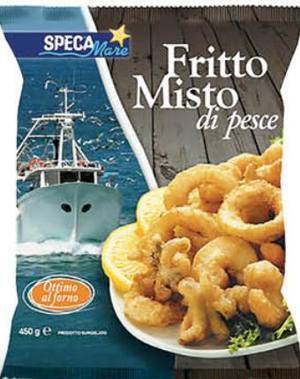 SPECA
Mare
Fritto
Misto
di pesce
Ottimo
al forno
450 g e PRODOTTO SURGELATO